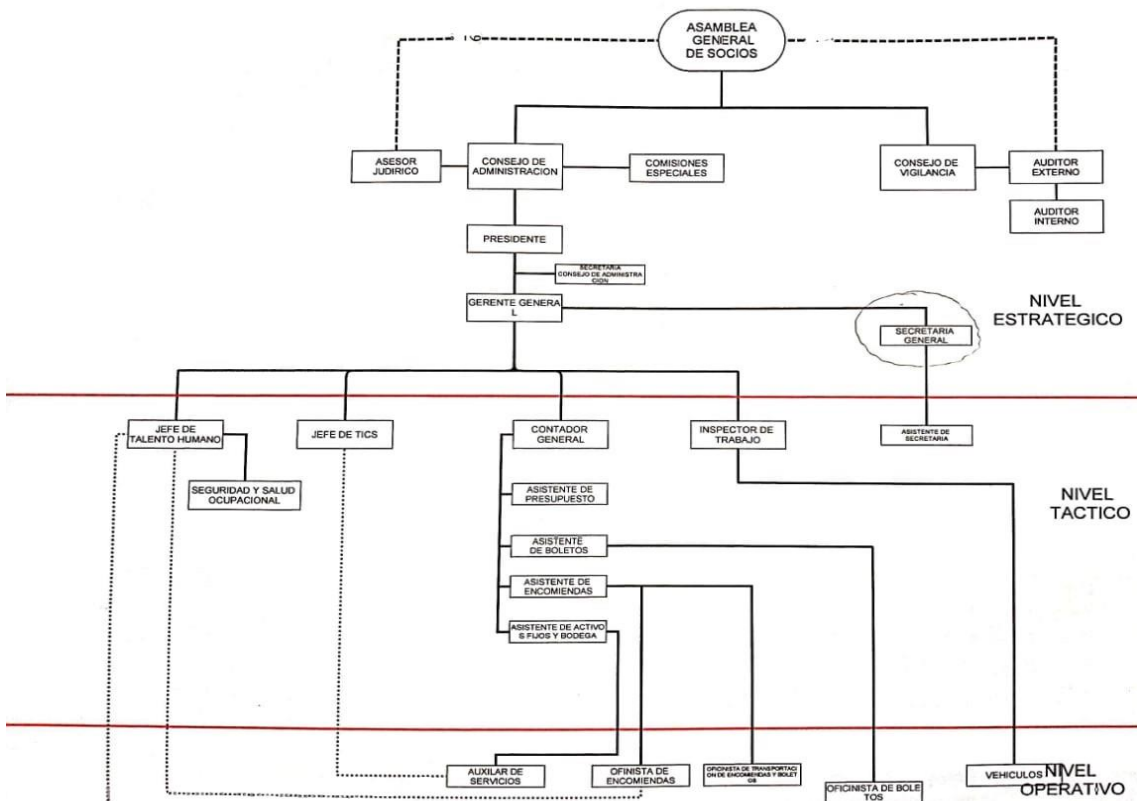 ASAMBLEA
GENERAL
DE SOCIOS
ASESOR
JUDIRICO
CONSEJO DE
ADMINISTRACION
COMISIONES
ESPECIALES
CONSEJO DE
VIGILANCIA
AUDITOR
EXTERNO
AUDITOR
INTERNO
PRESIDENTE
SECRETARIA
CONSEJO DE ADMINISTRA
CION
GERENTE GENERA
L
SECRETARIA
GENERAL
NIVEL
ESTRATEGICO
JEFE DE
TALENTO HUMANO
JEFE DE TICS
CONTADOR
GENERAL
INSPECTOR DE
TRABAJO
ASISTENTE DE
SECRETARIA
SEGURIDAD Y SALUD
OCUPACIONAL
ASISTENTE DE
PRESUPUESTO
NIVEL
TACTICO
ASISTENTE
DE BOLETOS
ASISTENTE DE
ENCOMIENDAS
ASISTENTE DE ACTIVO
S FIJOS Y BODEGA
AUXILAR DE
SERVICIOS
OFINISTA DE
ENCOMIENDAS
OFICINISTA DE TRANSPORTACI
ON DE ENCOMIENDAS Y BOLET
OS
OFICINISTA DE BOLE
TOS
VEHICULOS
NIVEL
OPERATIVO